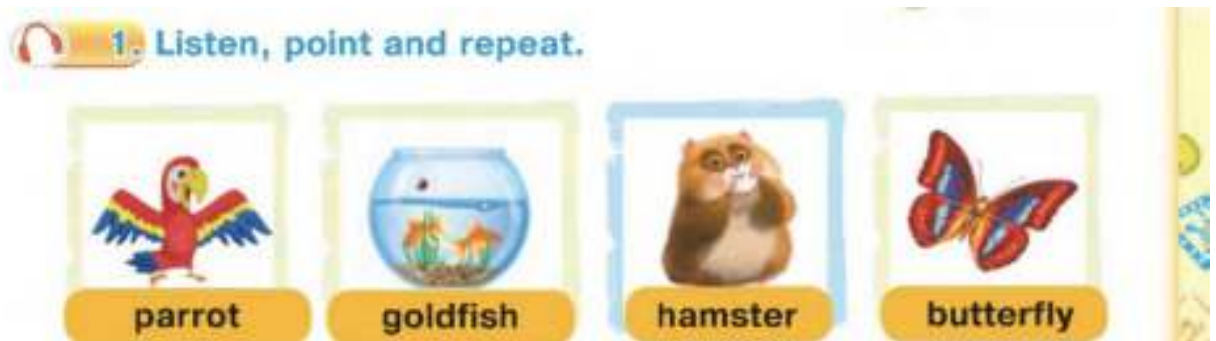 1. Listen, point and repeat.
parrot goldfish hamster butterfly